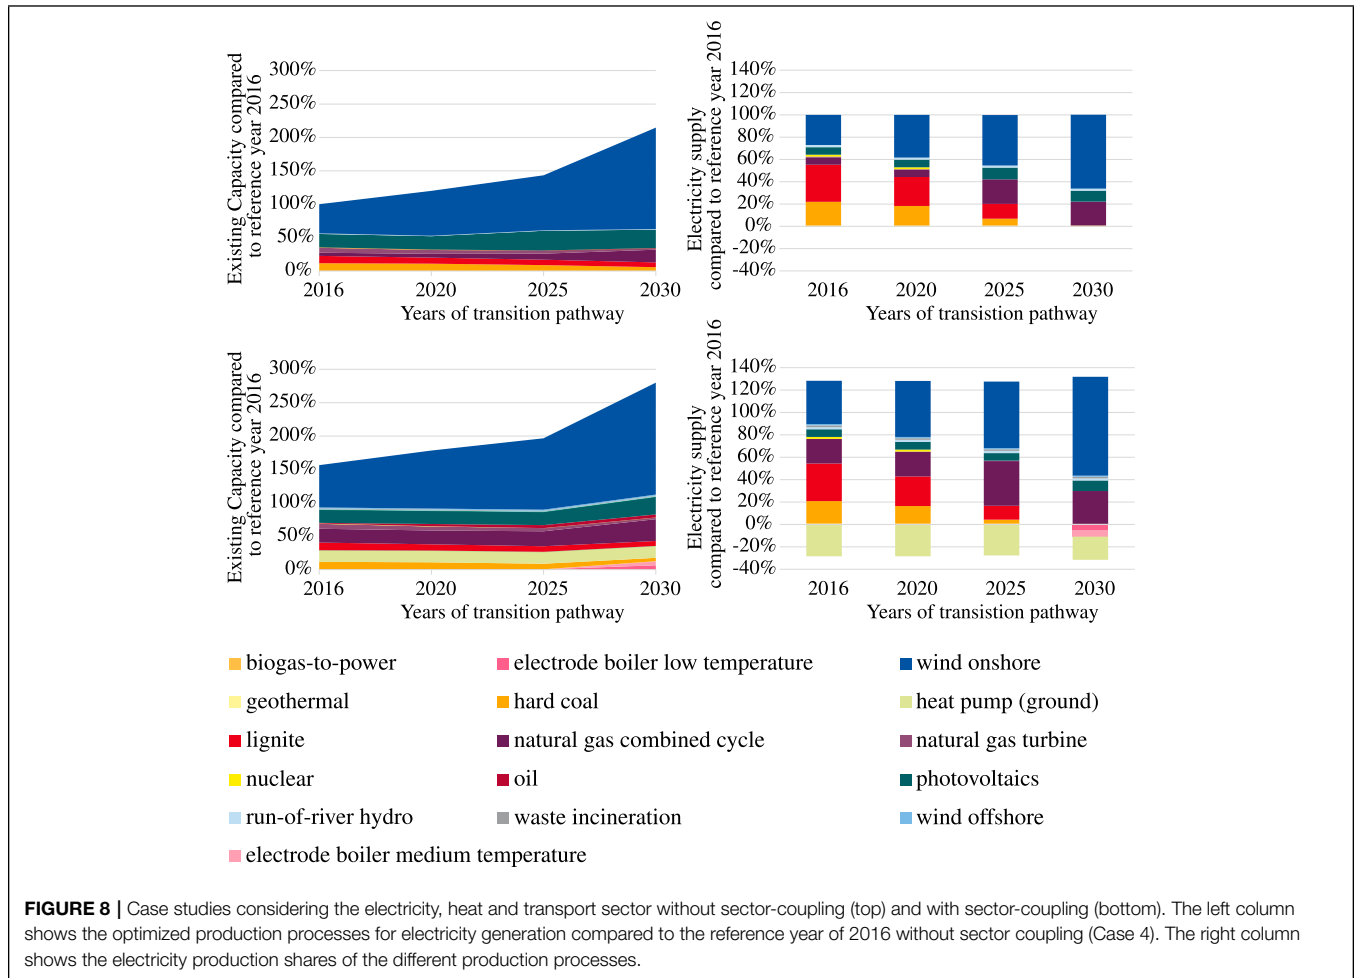 Existing Capacity compared
to reference year 2016
300%
250%
200%
150%
100%
50%
0%
2016 2020 2025 2030
Years of transition pathway
Electricity supply
compared to reference year 2016
140%
120%
100%
80%
60%
40%
20%
0%
-20%
-40%
2016 2020 2025 2030
Years of transistion pathway
Existing Capacity compared
to reference year 2016
300%
250%
200%
150%
100%
50%
0%
2016 2020 2025 2030
Years of transition pathway
Electricity supply
compared to reference year 2016
140%
120%
100%
80%
60%
40%
20%
0%
-20%
-40%
2016 2020 2025 2030
Years of transistion pathway
biogas-to-power electrode boiler low temperature wind onshore
geothermal hard coal heat pump (ground)
lignite natural gas combined cycle natural gas turbine
nuclear oil photovoltaics
run-of-river hydro waste incineration wind offshore
electrode boiler medium temperature
FIGURE 8 | Case studies considering the electricity, heat and transport sector without sector-coupling (top) and with sector-coupling (bottom). The left column
shows the optimized production processes for electricity generation compared to the reference year of 2016 without sector coupling (Case 4). The right column
shows the electricity production shares of the different production processes.